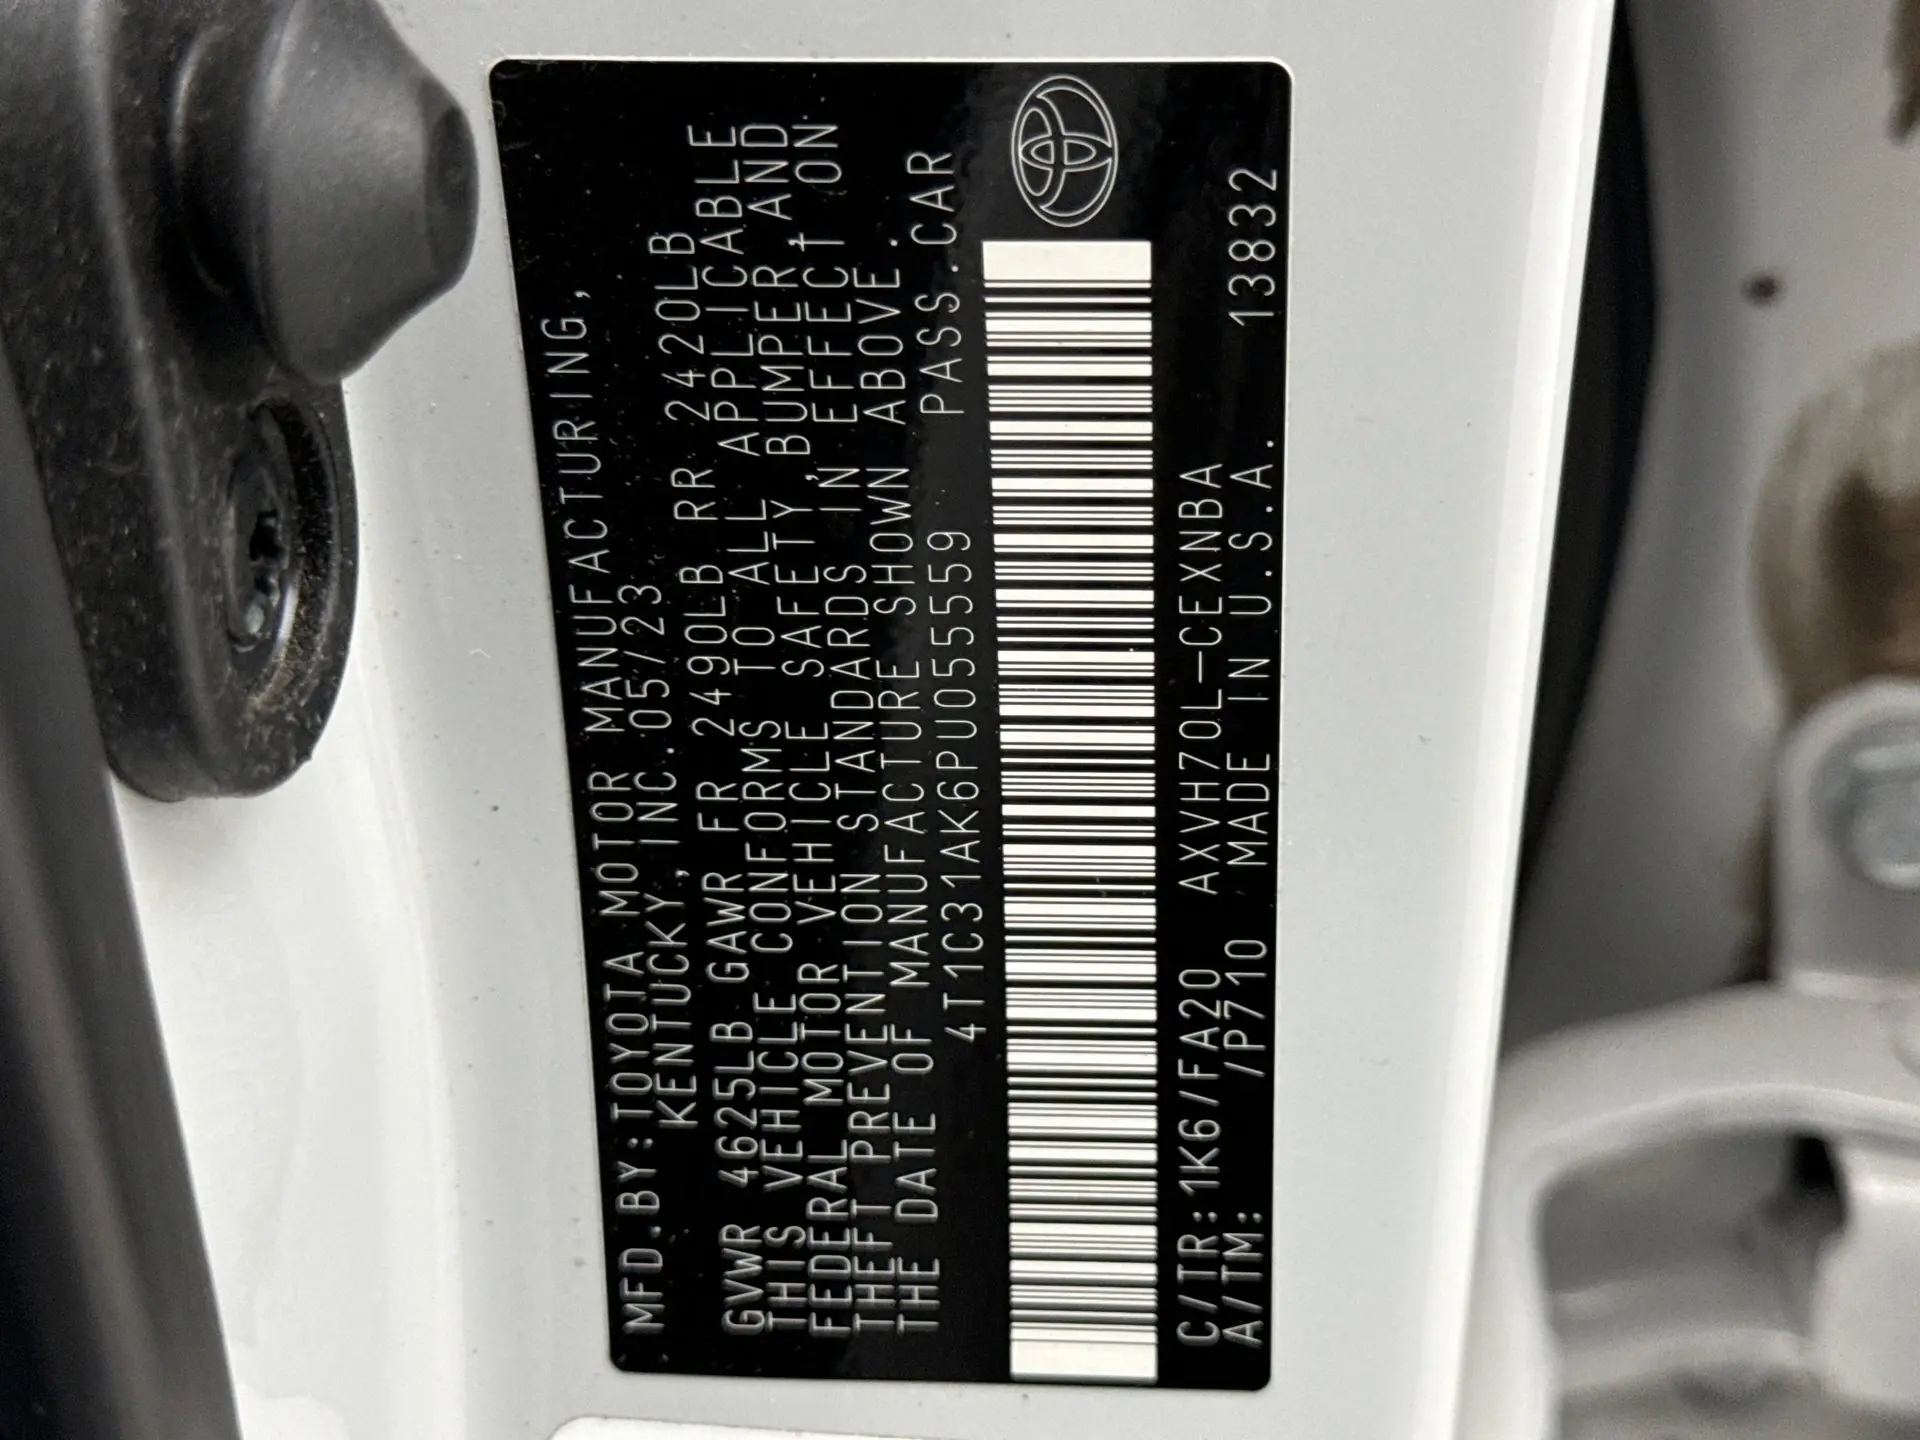 MFD.BY:TOYOTA MOTOR MANUFACTURING,
KENTUCKY, INC.05/23
GVWR 4625LB GAWR FR 2490LB RR 2420LB
THIS VEHICLE CONFORMS TO ALL APPLICABLE
FEDERAL MOTOR VEHICLE SAFETY, BUMPER, AND
THEFT PREVENTION STANDARDS IN EFFECT ON
THE DATE OF MANUFACTURE SHOWN ABOVE.
4T1C31AK6PU055559 PASS.CAR
C/TR:1K6/FA20 AXVH70L-CEXNBA
A/TM: /P710 MADE IN U.S.A. 13832